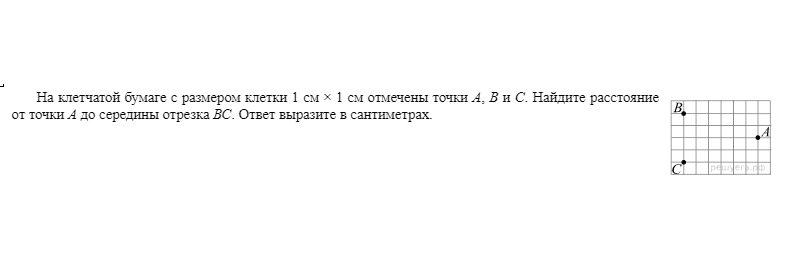 На клетчатой бумаге с размером клетки 1 см × 1 см отмечены точки A, B и C. Найдите расстояние
от точки A до середины отрезка BC. Ответ выразите в сантиметрах.
B
A
C
решуегэ.рф